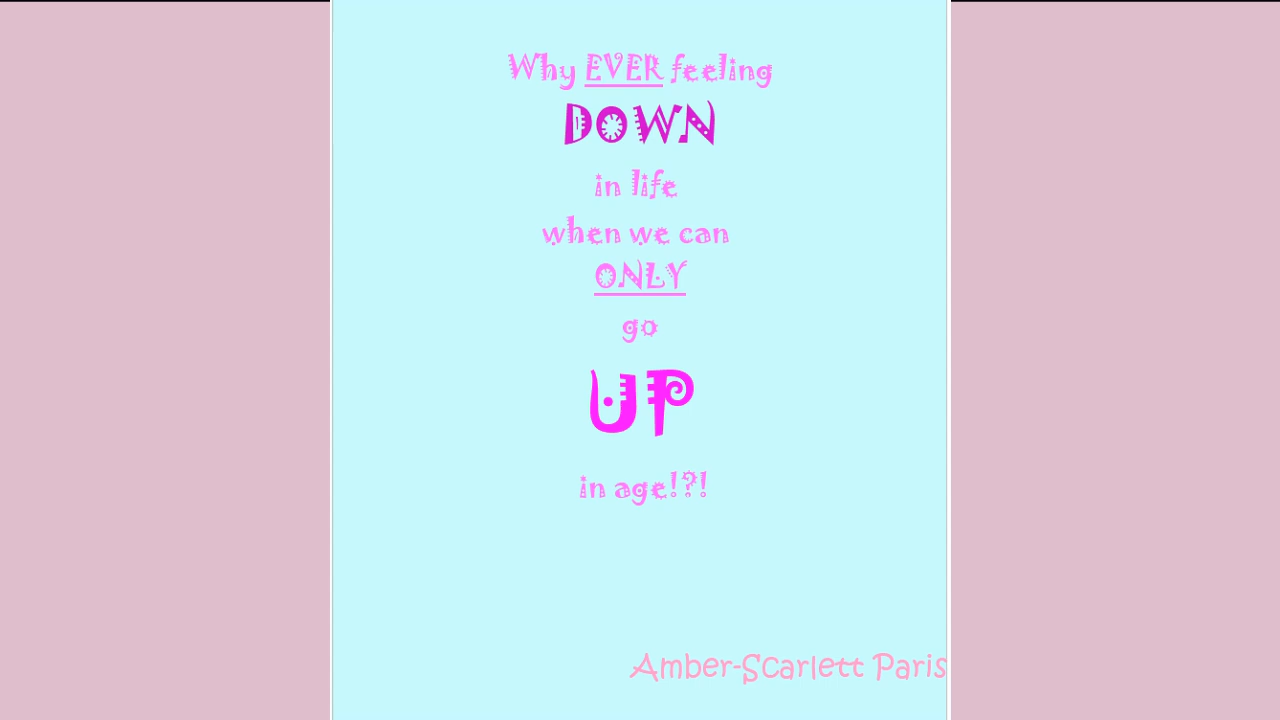 Why EVER feeling
DOWN
in life
when we can
ONLY
go
UP
in age!?!
Amber-Scarlett Paris